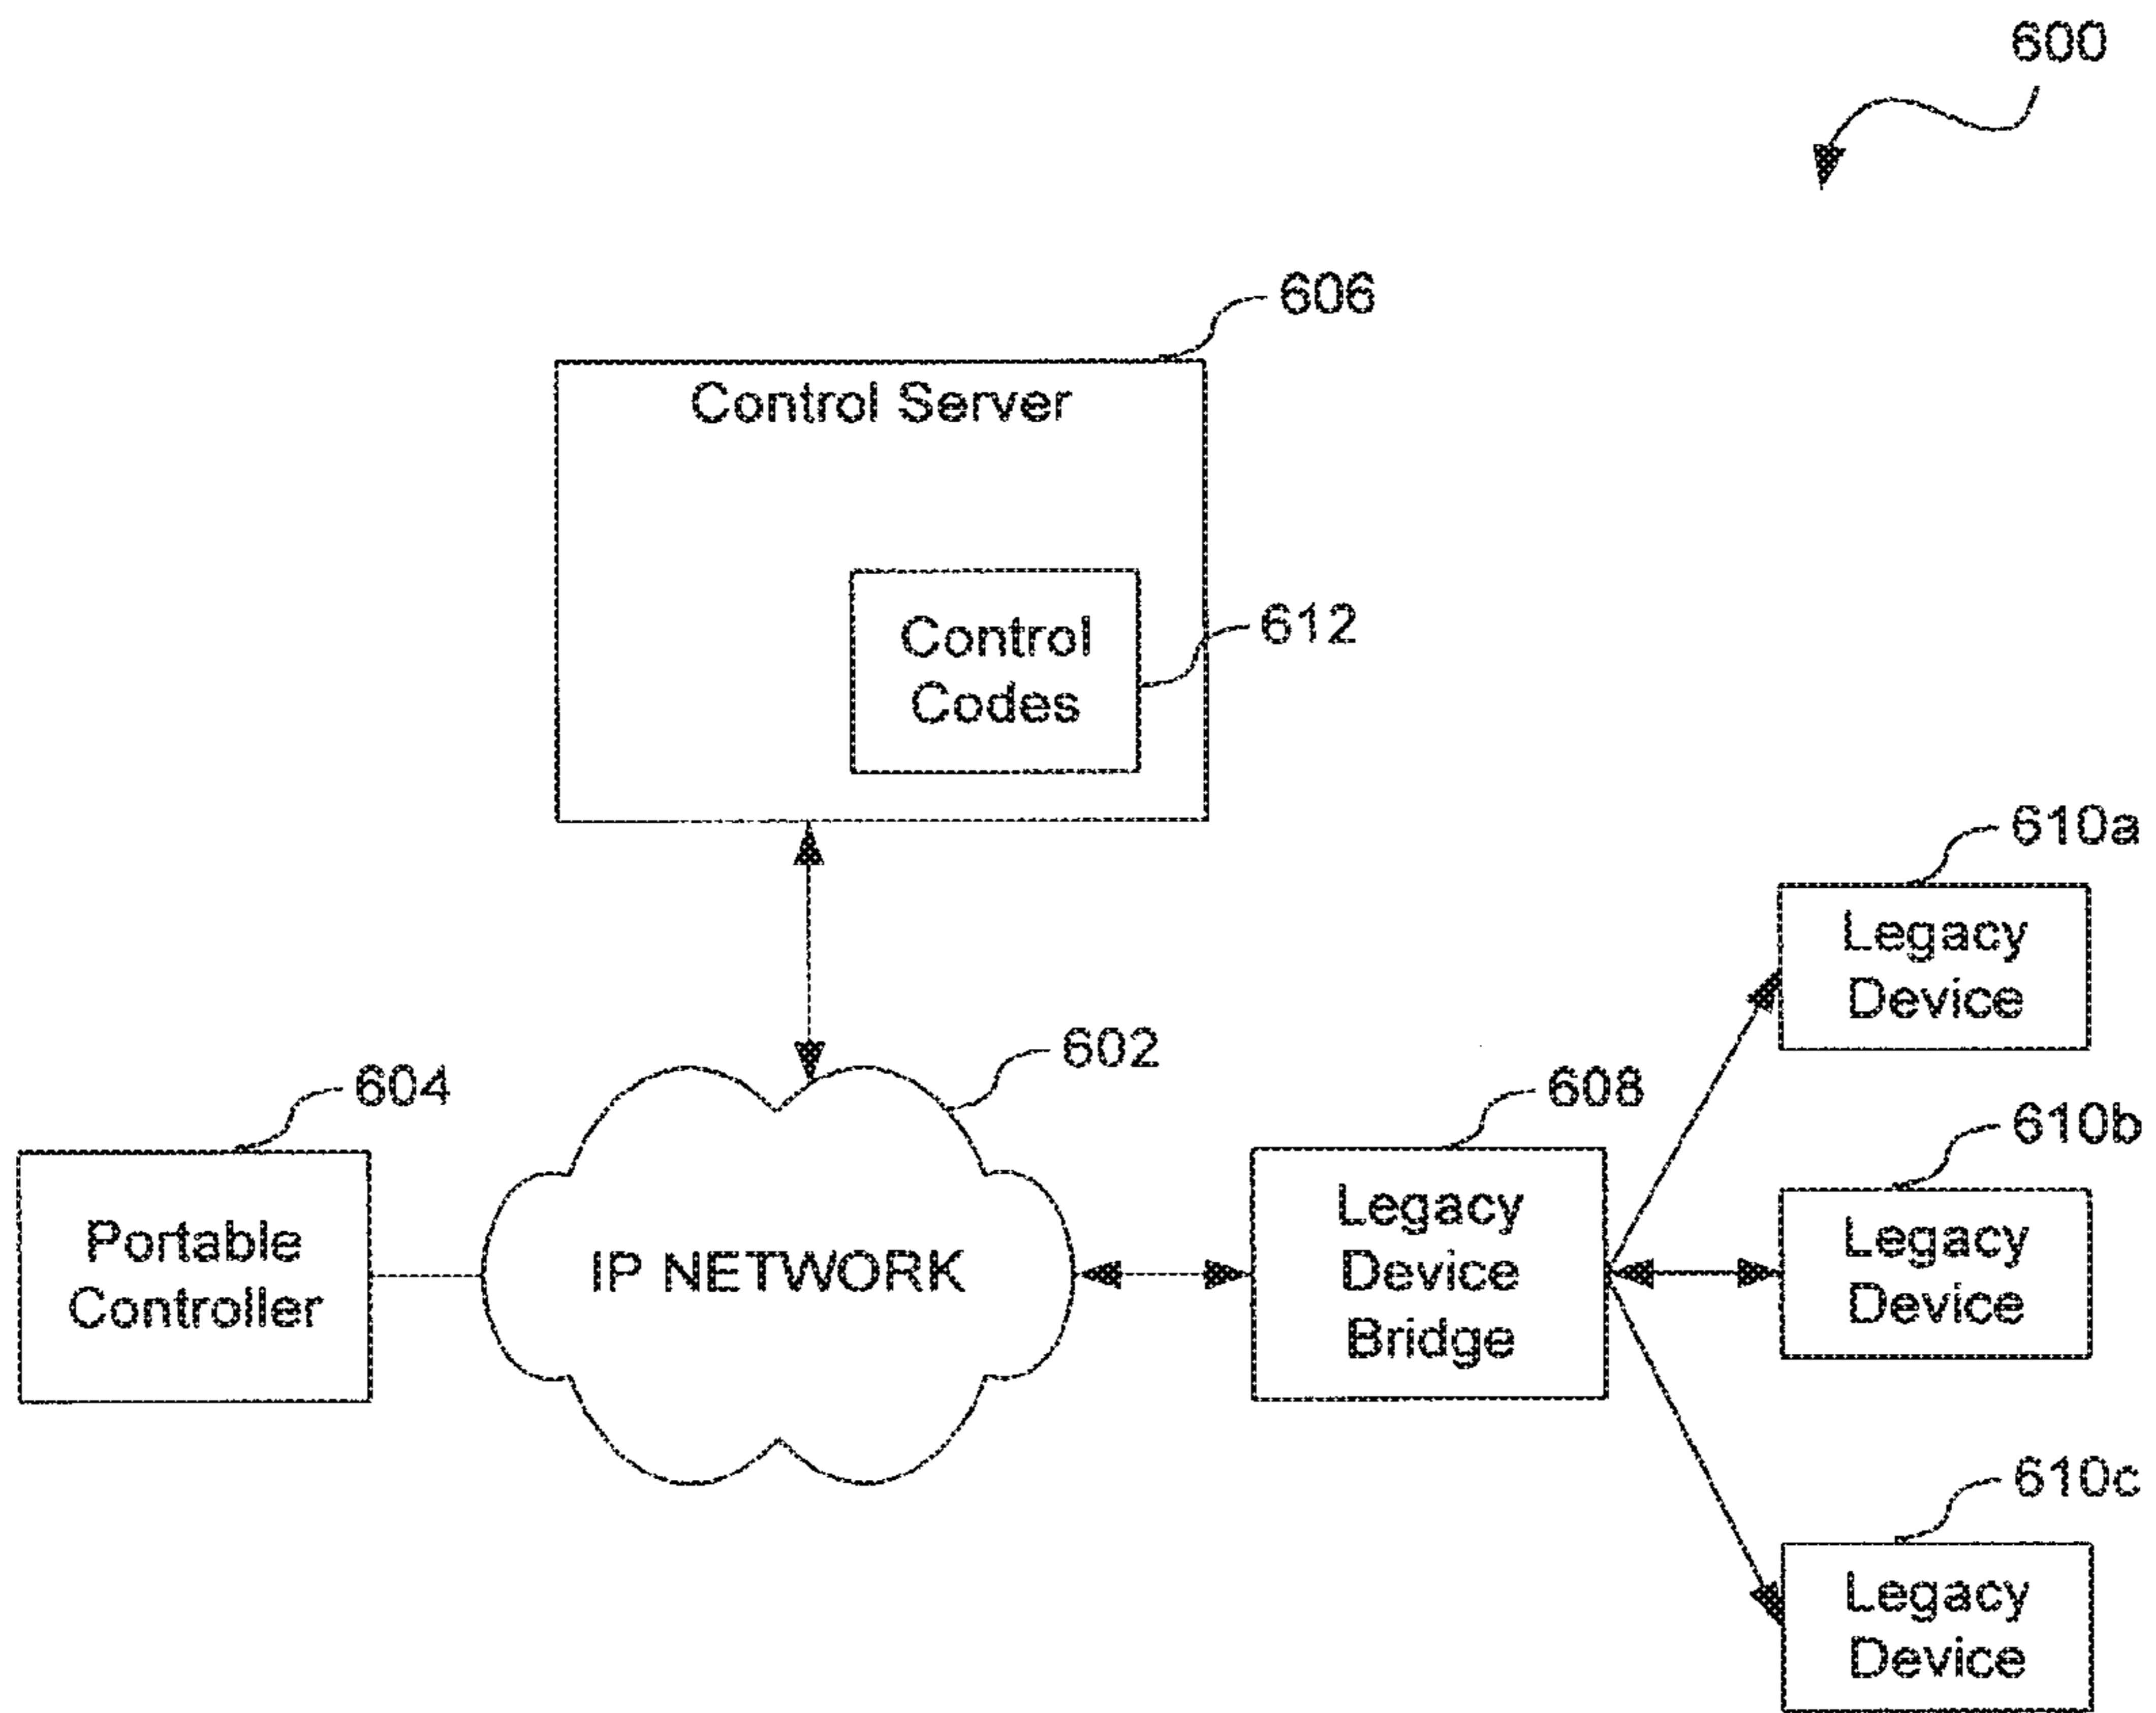 600
606
Control Server
Control
Codes
612
610a
Legacy
Device
602
604
608
610b
Portable
Controller
IP NETWORK
Legacy
Device
Bridge
Legacy
Device
610c
Legacy
Device